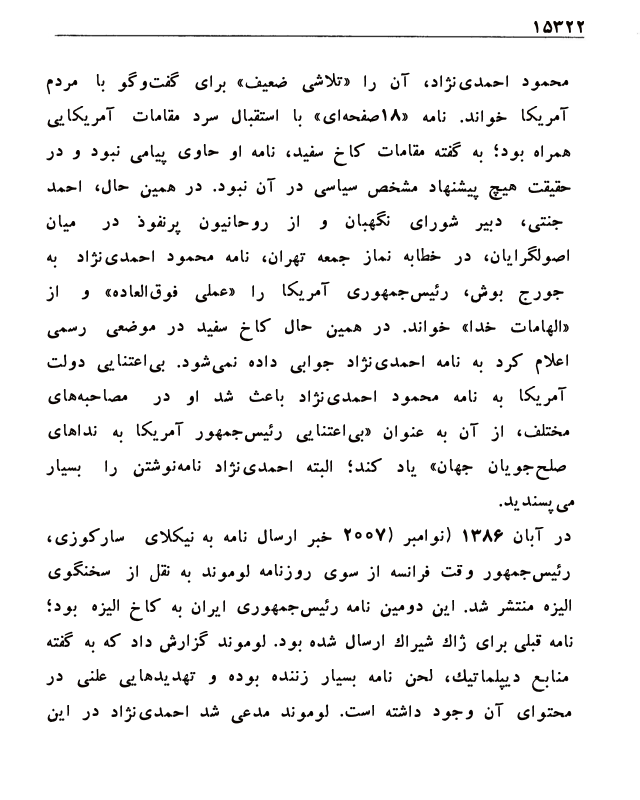 ۱۵۳۲۲
محمود احمدی‌نژاد، آن را «تلاشی ضعیف» برای گفت‌وگو با مردم
آمریکا خواند. نامه «۱۸صفحه‌ای» با استقبال سرد مقامات آمریکایی
همراه بود؛ به گفته مقامات کاخ سفید، نامه او حاوی پیامی نبود و در
حقیقت هیچ پیشنهاد مشخص سیاسی در آن نبود. در همین حال، احمد
جنتی، دبیر شورای نگهبان و از روحانیون پرنفوذ در میان
اصولگرایان، در خطابه نماز جمعه تهران، نامه محمود احمدی‌نژاد به
جورج بوش، رئیس‌جمهوری آمریکا را «عملی فوق‌العاده» و از
«الهامات خدا» خواند. در همین حال کاخ سفید در موضعی رسمی
اعلام کرد به نامه احمدی‌نژاد جوابی داده نمی‌شود. بی‌اعتنایی دولت
آمریکا به نامه محمود احمدی‌نژاد باعث شد او در مصاحبه‌های
مختلف، از آن به عنوان «بی‌اعتنایی رئیس‌جمهور آمریکا به نداهای
صلح‌جویان جهان» یاد کند؛ البته احمدی‌نژاد نامه‌نوشتن را بسیار
می‌پسندید.
در آبان ۱۳۸۶ (نوامبر (۲۰۰۷ خبر ارسال نامه به نیکلای سارکوزی،
رئیس‌جمهور وقت فرانسه از سوی روزنامه لوموند به نقل از سخنگوی
الیزه منتشر شد. این دومین نامه رئیس‌جمهوری ایران به کاخ الیزه بود؛
نامه قبلی برای ژاك شیراك ارسال شده بود. لوموند گزارش داد که به گفته
منابع دیپلماتیك، لحن نامه بسیار زننده بوده و تهدیدهایی علنی در
محتوای آن وجود داشته است. لوموند مدعی شد احمدی‌نژاد در این